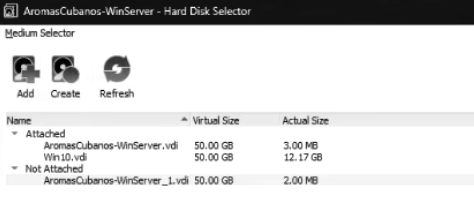 AromasCubanos-WinServer - Hard Disk Selector
Medium Selector
Add Create Refresh
Name Virtual Size Actual Size
Attached
AromasCubanos-WinServer.vdi 50.00 GB 3.00 MB
Win10.vdi 50.00 GB 12.17 GB
Not Attached
AromasCubanos-WinServer_1.vdi 50.00 GB 2.00 MB